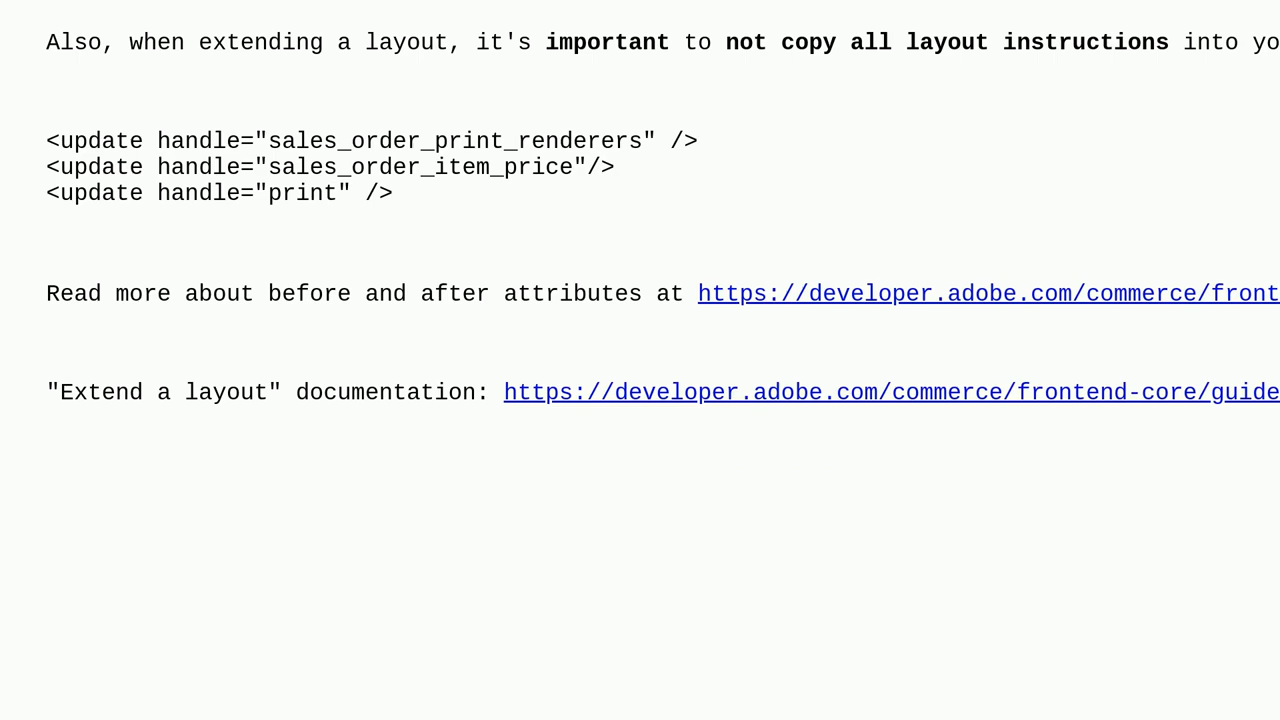 Also, when extending a layout, it's important to not copy all layout instructions into yo
<update handle="sales_order_print_renderers" />
<update handle="sales_order_item_price"/>
<update handle="print" />
Read more about before and after attributes at https://developer.adobe.com/commerce/front
"Extend a layout" documentation: https://developer.adobe.com/commerce/frontend-core/guide